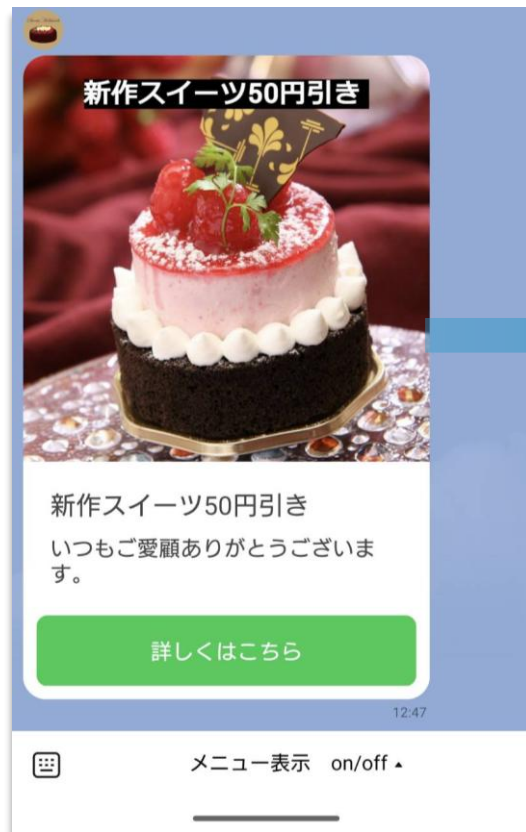 新作スイーツ50円引き
新作スイーツ50円引き
いつもご愛顧ありがとうございま
す。
詳しくはこちら
12:47
メニュー表示 on/off ▴